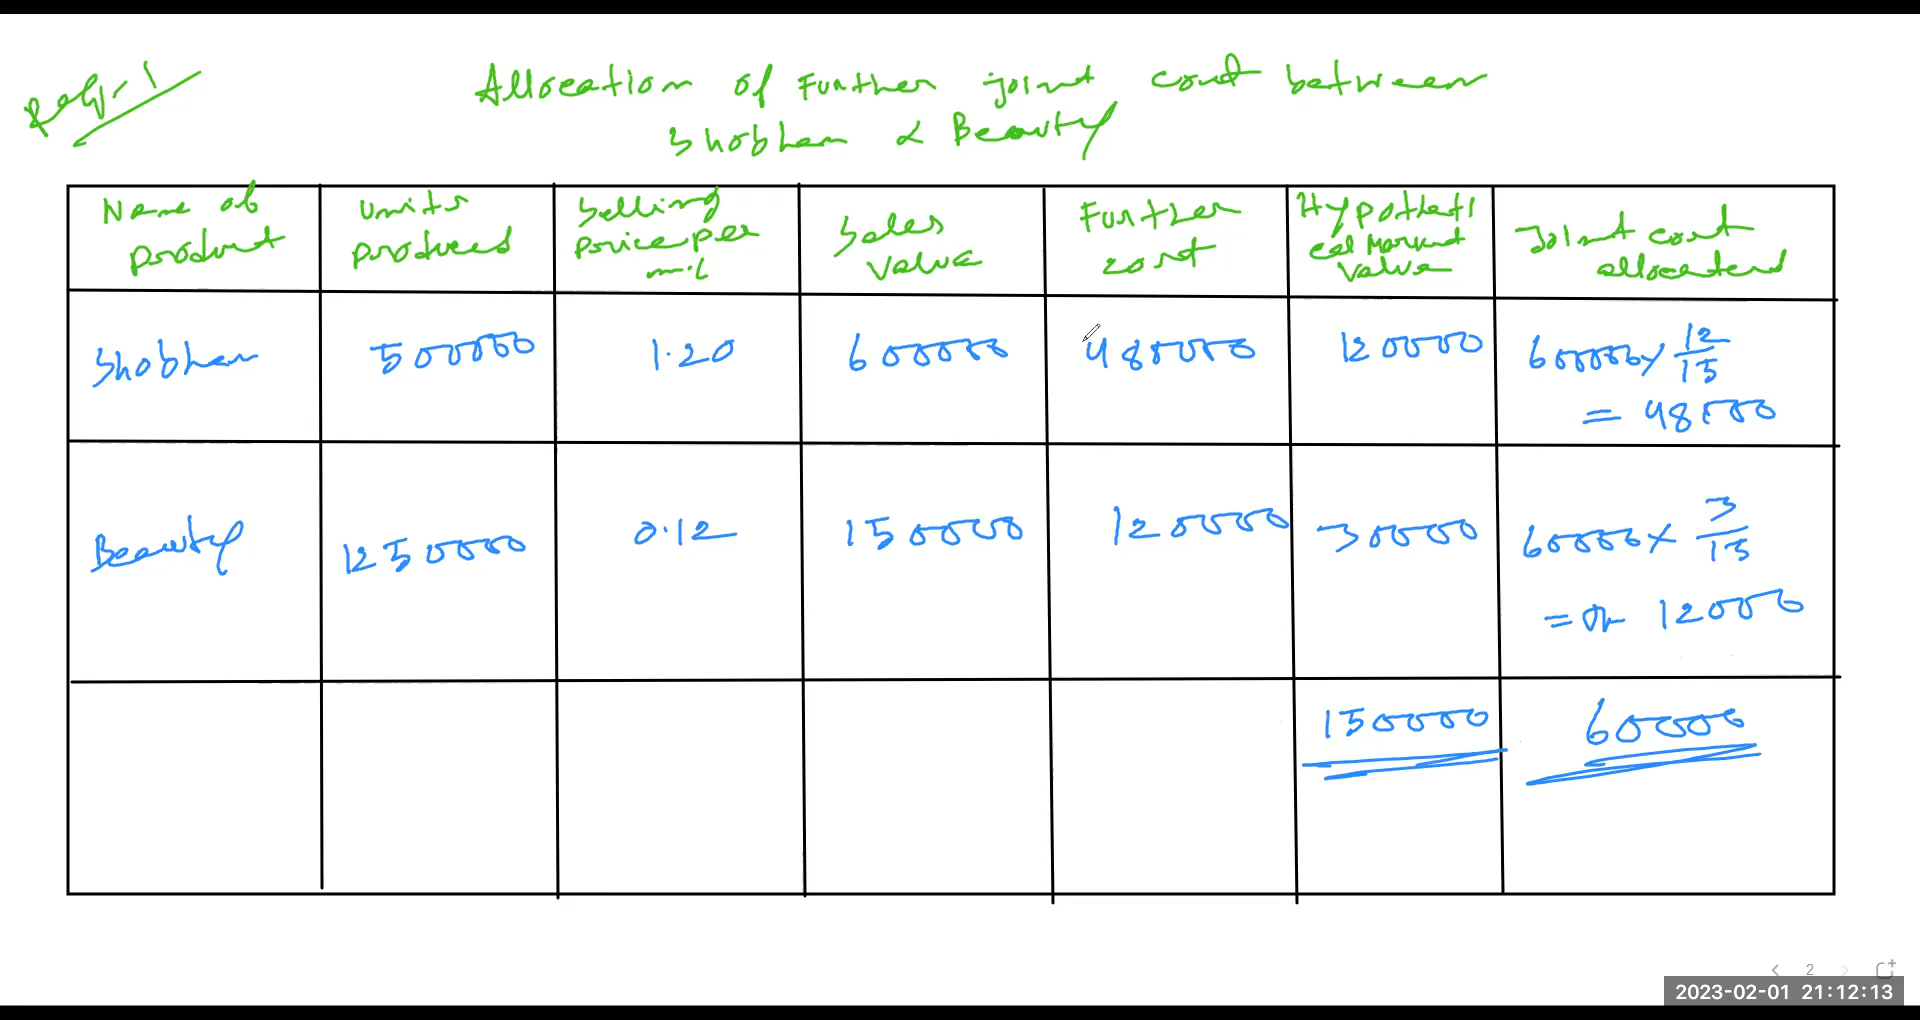 Req-1
Allocation of Further joint cost between
Shobhan & Beauty
Name of
product
Units
produced
Selling
price per
m.l
Sales
Value
Further
cost
Hypotheti
cal Market
Value
Joint cost
allocated
Shobhan
500000
1.20
600000
480000
120000
60000 × 12/15
= 48000
Beauty
1250000
0.12
150000
120000
30000
60000 × 3/15
= 12000
150000
60000
2
2023-02-01 21:12:13